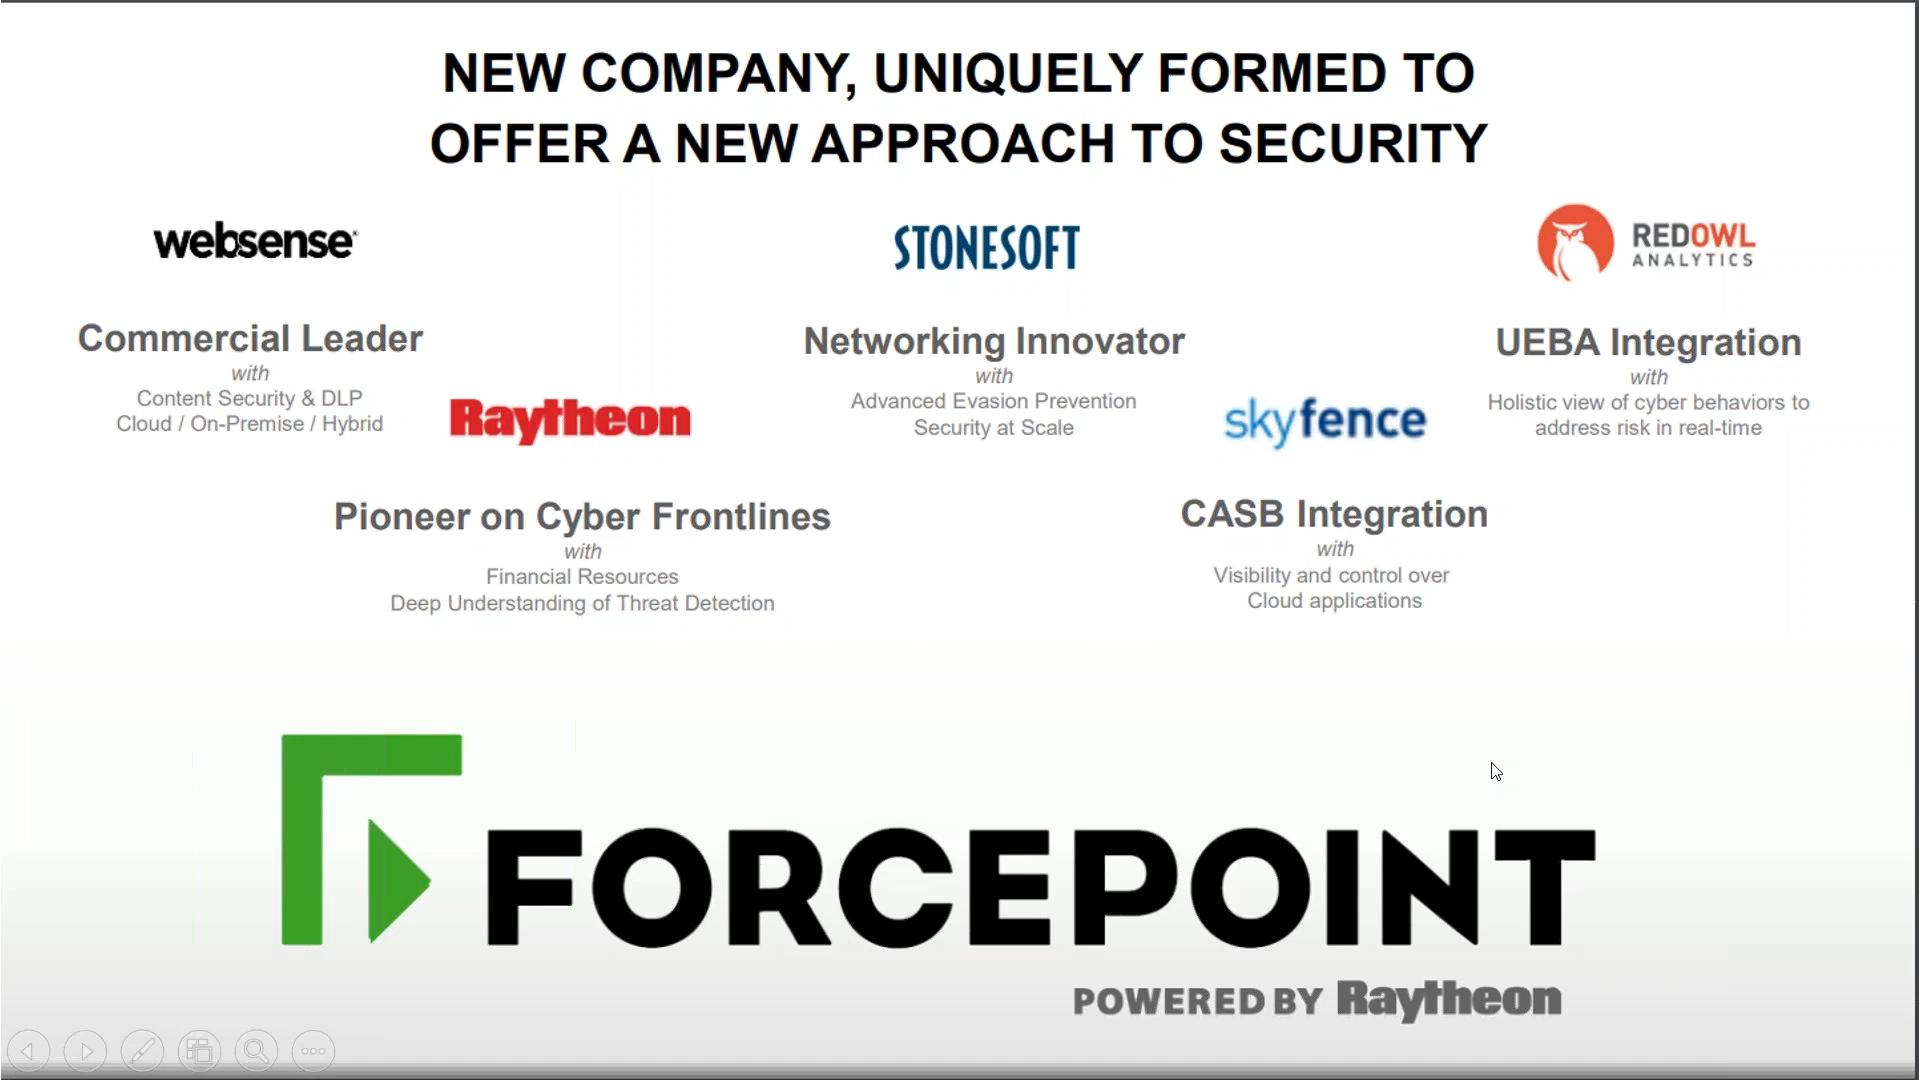 NEW COMPANY, UNIQUELY FORMED TO
OFFER A NEW APPROACH TO SECURITY
websense
Commercial Leader
with
Content Security & DLP
Cloud / On-Premise / Hybrid
Raytheon
Pioneer on Cyber Frontlines
with
Financial Resources
Deep Understanding of Threat Detection
STONESOFT
Networking Innovator
with
Advanced Evasion Prevention
Security at Scale
skyfence
CASB Integration
with
Visibility and control over
Cloud applications
REDOWL
ANALYTICS
UEBA Integration
with
Holistic view of cyber behaviors to
address risk in real-time
FORCEPOINT
POWERED BY Raytheon